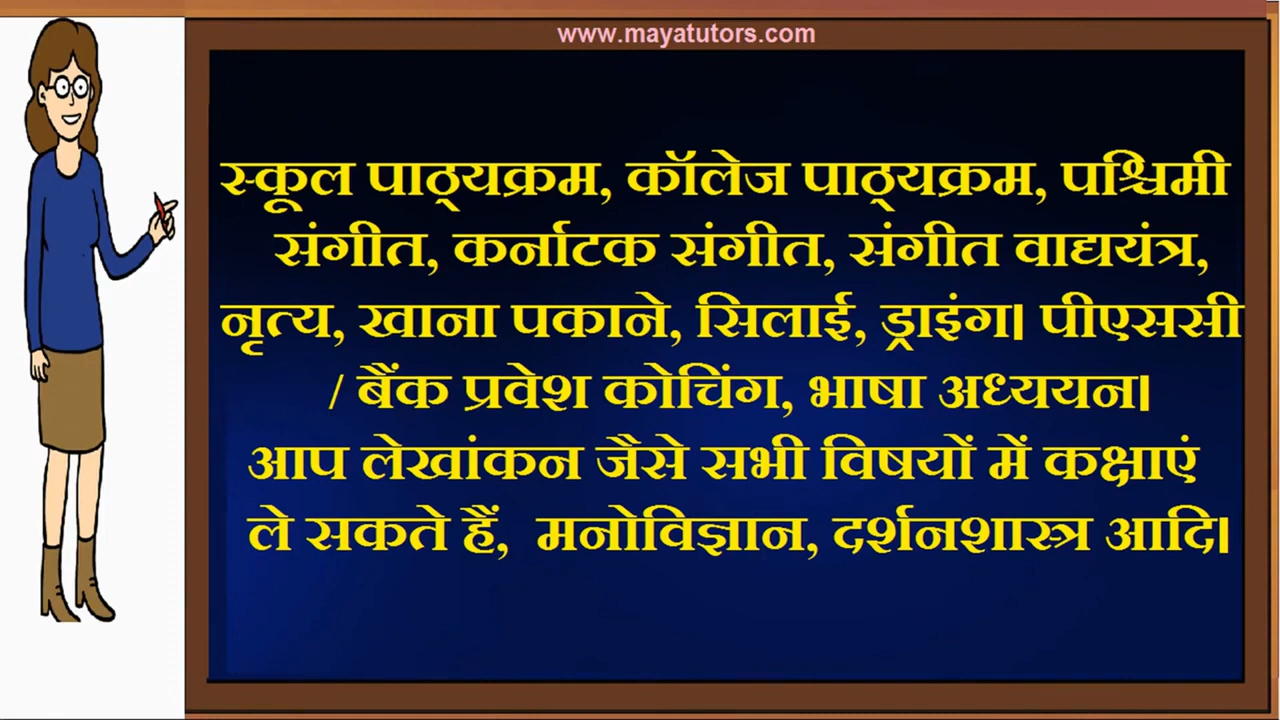 www.mayatutors.com
स्कूल पाठ्यक्रम, कॉलेज पाठ्यक्रम, पश्चिमी
संगीत, कर्नाटक संगीत, संगीत वाद्ययंत्र,
नृत्य, खाना पकाने, सिलाई, ड्राइंग। पीएससी
/ बैंक प्रवेश कोचिंग, भाषा अध्ययन।
आप लेखांकन जैसे सभी विषयों में कक्षाएं
ले सकते हैं, मनोविज्ञान, दर्शनशास्त्र आदि।